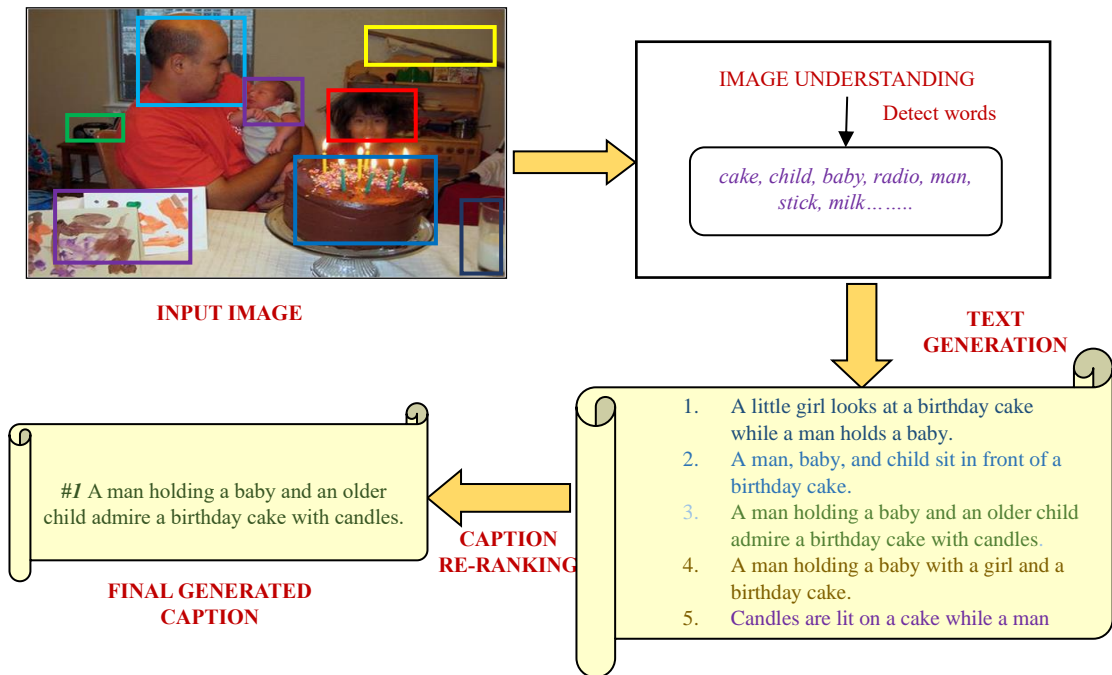 IMAGE UNDERSTANDING
Detect words
cake, child, baby, radio, man,
stick, milk……..
INPUT IMAGE
TEXT
GENERATION
1. A little girl looks at a birthday cake
while a man holds a baby.
2. A man, baby, and child sit in front of a
birthday cake.
3. A man holding a baby and an older child
admire a birthday cake with candles.
4. A man holding a baby with a girl and a
birthday cake.
5. Candles are lit on a cake while a man
CAPTION
RE-RANKING
#1 A man holding a baby and an older
child admire a birthday cake with candles.
FINAL GENERATED
CAPTION